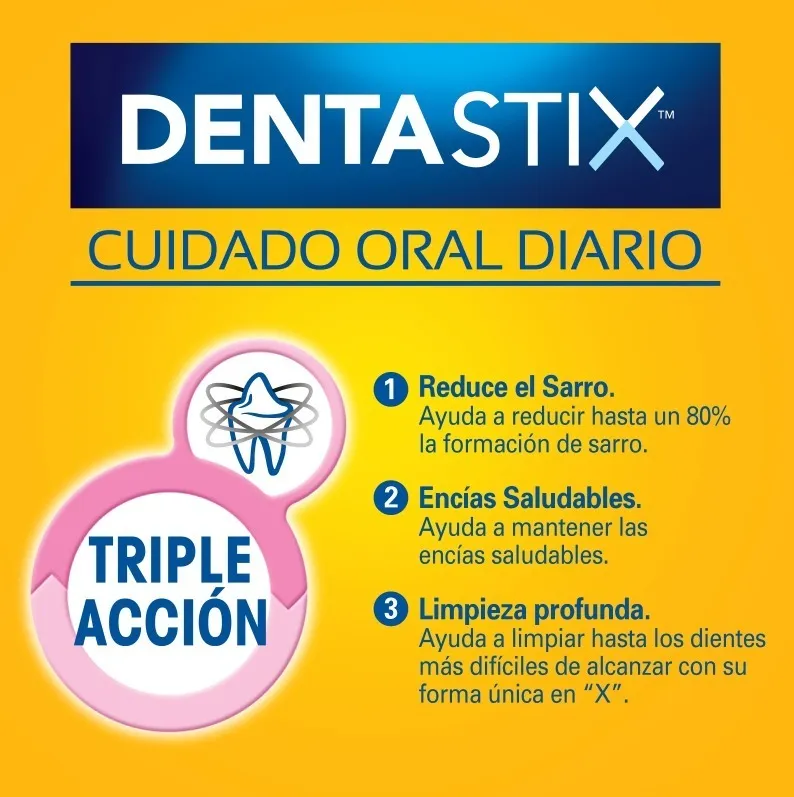 DENTASTIX™
CUIDADO ORAL DIARIO
TRIPLE
ACCIÓN
1 Reduce el Sarro.
Ayuda a reducir hasta un 80%
la formación de sarro.
2 Encías Saludables.
Ayuda a mantener las
encías saludables.
3 Limpieza profunda.
Ayuda a limpiar hasta los dientes
más difíciles de alcanzar con su
forma única en “X”.